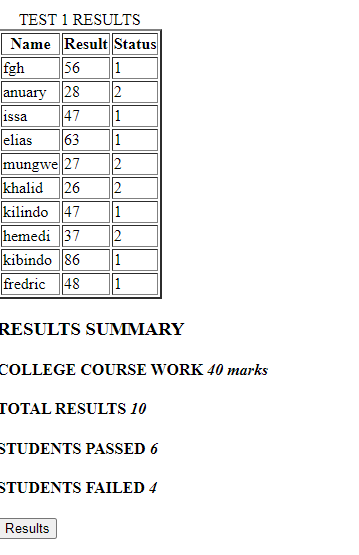 TEST 1 RESULTS
Name Result Status
fgh 56 1
anuary 28 2
issa 47 1
elias 63 1
mungwe 27 2
khalid 26 2
kilindo 47 1
hemedi 37 2
kibindo 86 1
fredric 48 1
RESULTS SUMMARY
COLLEGE COURSE WORK 40 marks
TOTAL RESULTS 10
STUDENTS PASSED 6
STUDENTS FAILED 4
Results